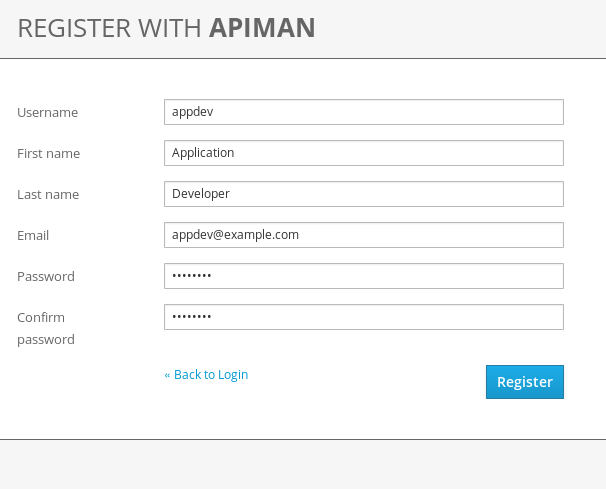 REGISTER WITH APIMAN
Username appdev
First name Application
Last name Developer
Email appdev@example.com
Password ••••••••
Confirm password ••••••••
« Back to Login Register